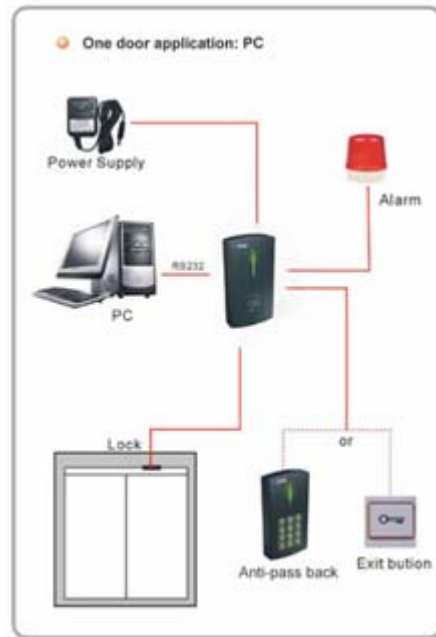 One door application: PC
Power Supply
Alarm
RS232
PC
Lock
or
Anti-pass back
Exit bution